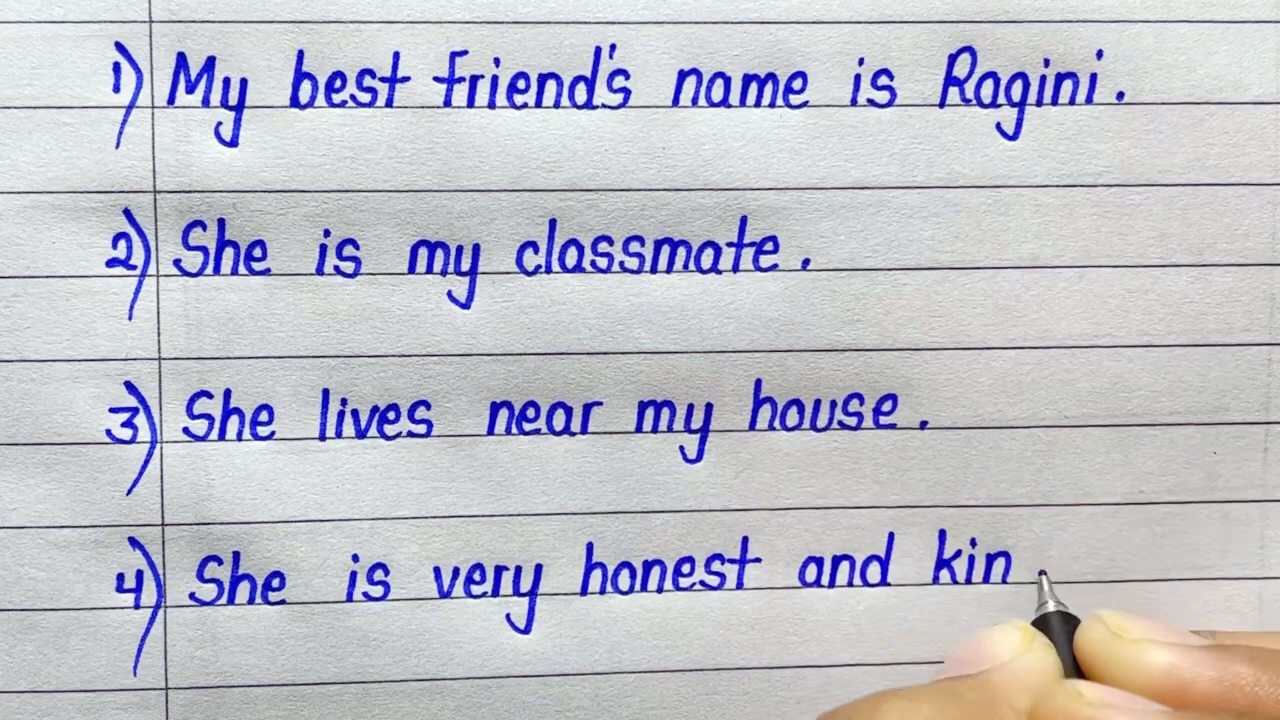 1) My best friend's name is Ragini.
2) She is my classmate.
3) She lives near my house.
4) She is very honest and kin